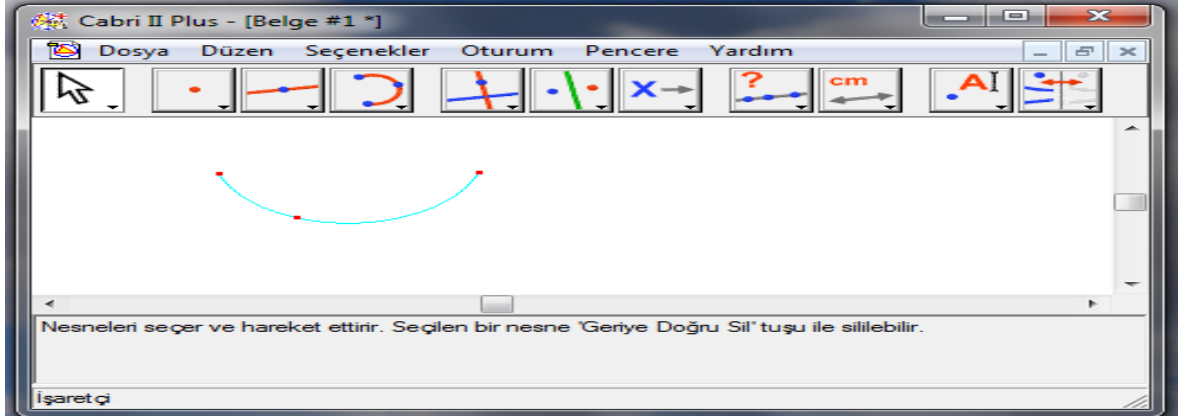 Cabri II Plus - [Belge #1 *]
Dosya Düzen Seçenekler Oturum Pencere Yardım
? cm A
Nesneleri seçer ve hareket ettirir. Seçilen bir nesne "Geriye Doğru Sil" tuşu ile sililebilir.
İşaretçi